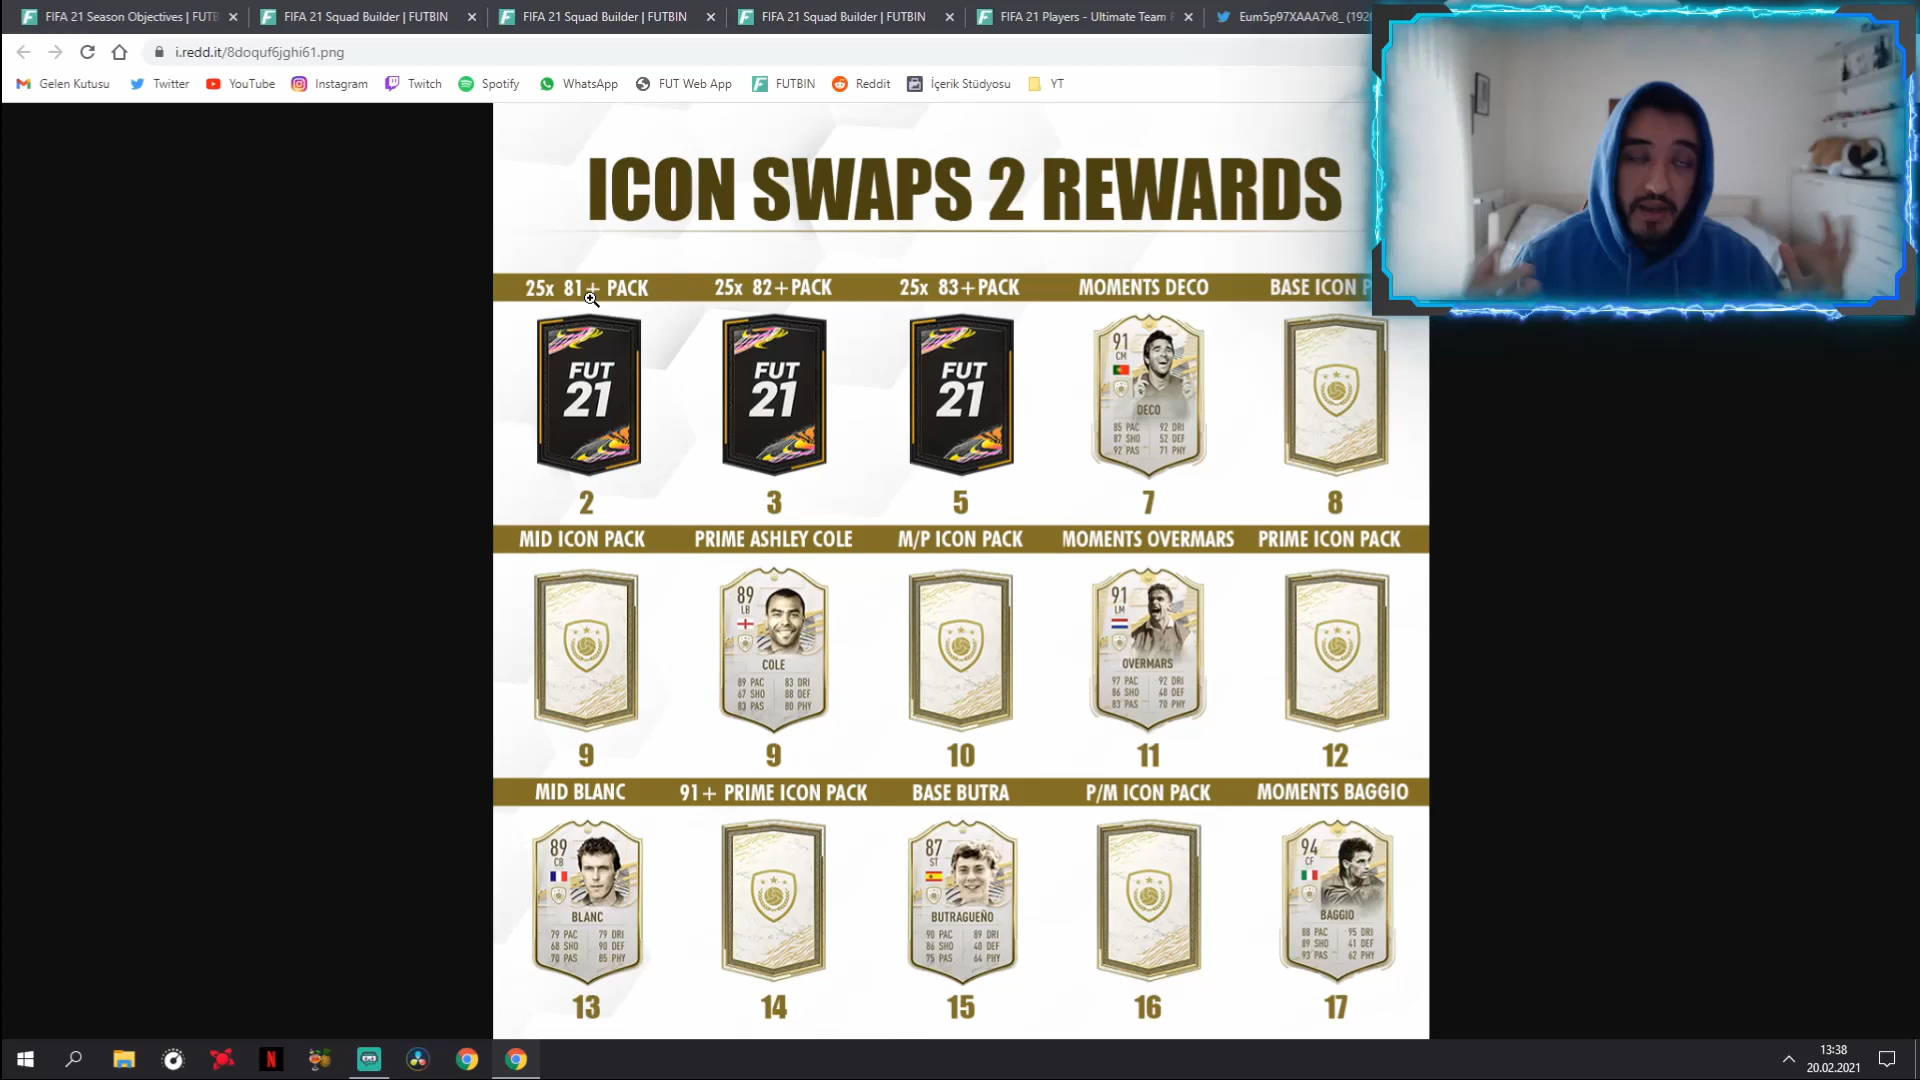 FIFA 21 Season Objectives | FUTB
FIFA 21 Squad Builder | FUTBIN
FIFA 21 Squad Builder | FUTBIN
FIFA 21 Squad Builder | FUTBIN
FIFA 21 Players - Ultimate Team
Eum5p97XAAA7v8_ (192
i.redd.it/8doquf6jghi61.png
Gelen Kutusu Twitter YouTube Instagram Twitch Spotify WhatsApp FUT Web App FUTBIN Reddit İçerik Stüdyosu YT
ICON SWAPS 2 REWARDS
25x 81+ PACK 25x 82+PACK 25x 83+PACK MOMENTS DECO BASE ICON P
FUT 21
FUT 21
FUT 21
91
CM
DECO
85 PAC 92 DRI
87 SHO 52 DEF
92 PAS 71 PHY
2 3 5 7 8
MID ICON PACK PRIME ASHLEY COLE M/P ICON PACK MOMENTS OVERMARS PRIME ICON PACK
89
LB
COLE
89 PAC 83 DRI
67 SHO 88 DEF
83 PAS 80 PHY
91
LM
OVERMARS
97 PAC 92 DRI
86 SHO 48 DEF
83 PAS 70 PHY
9 9 10 11 12
MID BLANC 91+ PRIME ICON PACK BASE BUTRA P/M ICON PACK MOMENTS BAGGIO
89
CB
BLANC
79 PAC 79 DRI
68 SHO 90 DEF
70 PAS 85 PHY
87
ST
BUTRAGUEÑO
90 PAC 89 DRI
86 SHO 40 DEF
75 PAS 64 PHY
94
CF
BAGGIO
88 PAC 95 DRI
89 SHO 41 DEF
93 PAS 62 PHY
13 14 15 16 17
13:38
20.02.2021